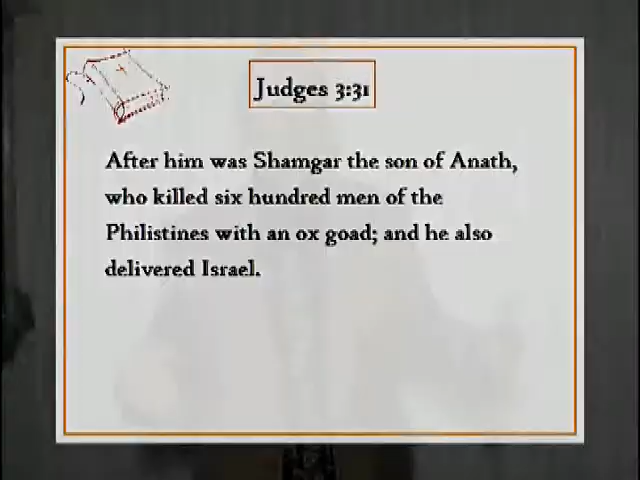 Judges 3:31
After him was Shamgar the son of Anath,
who killed six hundred men of the
Philistines with an ox goad; and he also
delivered Israel.